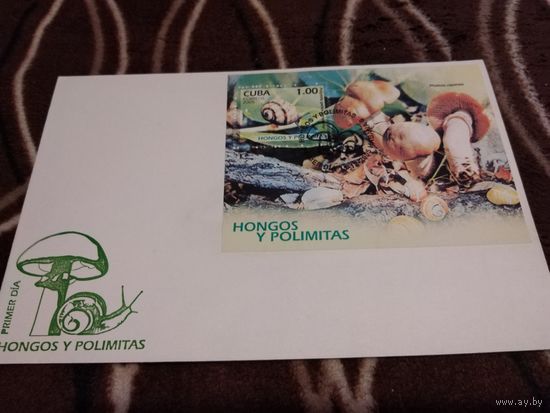 CUBA 1.00
HONGOS Y POLIMITAS
HONGOS
Y POLIMITAS
PRIMER DÍA
HONGOS Y POLIMITAS
www.ay.by